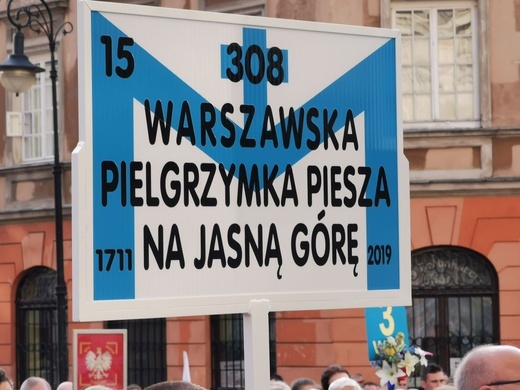 15 308
WARSZAWSKA
PIELGRZYMKA PIESZA
1711 NA JASNĄ GÓRĘ 2019
3